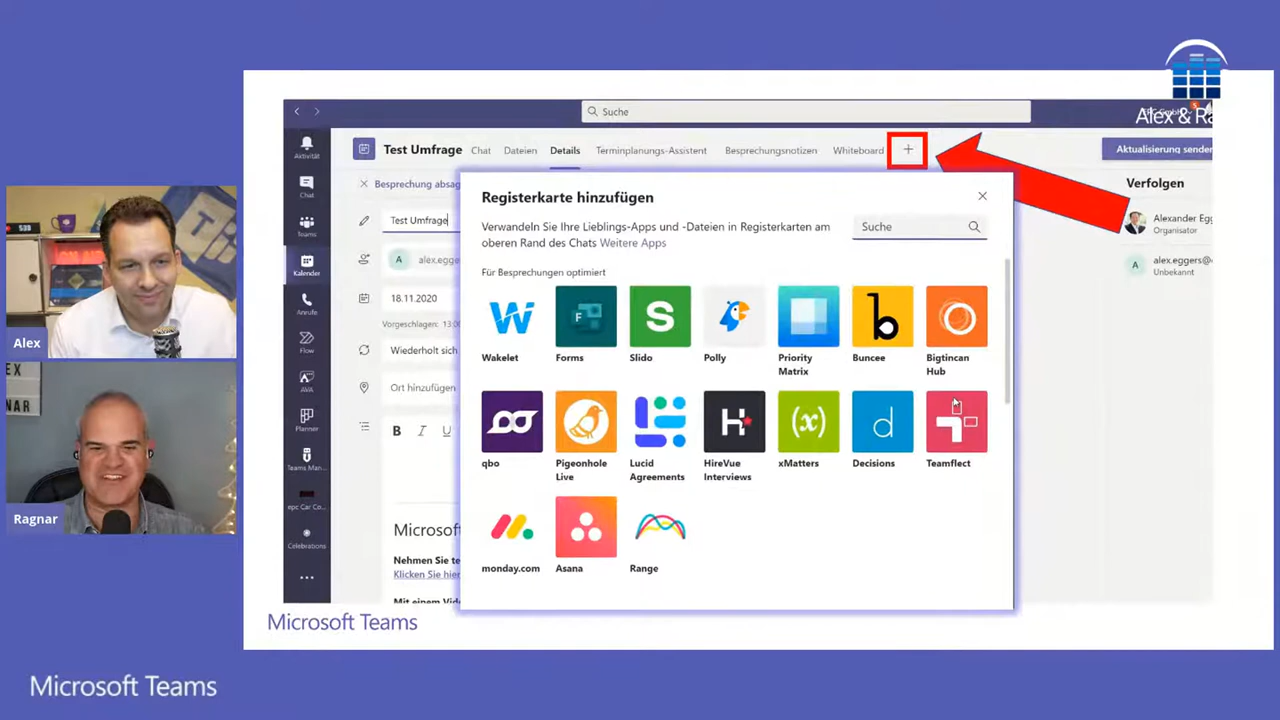 Alex & Ra
Suche
Test Umfrage
Chat
Dateien
Details
Terminplanungs-Assistent
Besprechungsnotizen
Whiteboard
+
Aktualisierung senden
Aktivität
Chat
Teams
Kalender
Anrufe
Flow
AVA
Planner
Teams Man...
epc Car Co...
Celebrations
...
Besprechung absag
Test Umfrage
A
alex.egge
18.11.2020
Vorgeschlagen: 13:0
Wiederholt sich
Ort hinzufügen
B I U
Microsof
Nehmen Sie te
Klicken Sie hier
Mit einem Vid
Registerkarte hinzufügen
Verwandeln Sie Ihre Lieblings-Apps und -Dateien in Registerkarten am
oberen Rand des Chats Weitere Apps
Suche
Für Besprechungen optimiert
Wakelet
Forms
Slido
Polly
Priority
Matrix
Buncee
Bigtincan
Hub
qbo
Pigeonhole
Live
Lucid
Agreements
HireVue
Interviews
xMatters
Decisions
Teamflect
monday.com
Asana
Range
Verfolgen
Alexander Egg
Organisator
A
alex.eggers@
Unbekannt
Alex
Ragnar
Microsoft Teams
Microsoft Teams